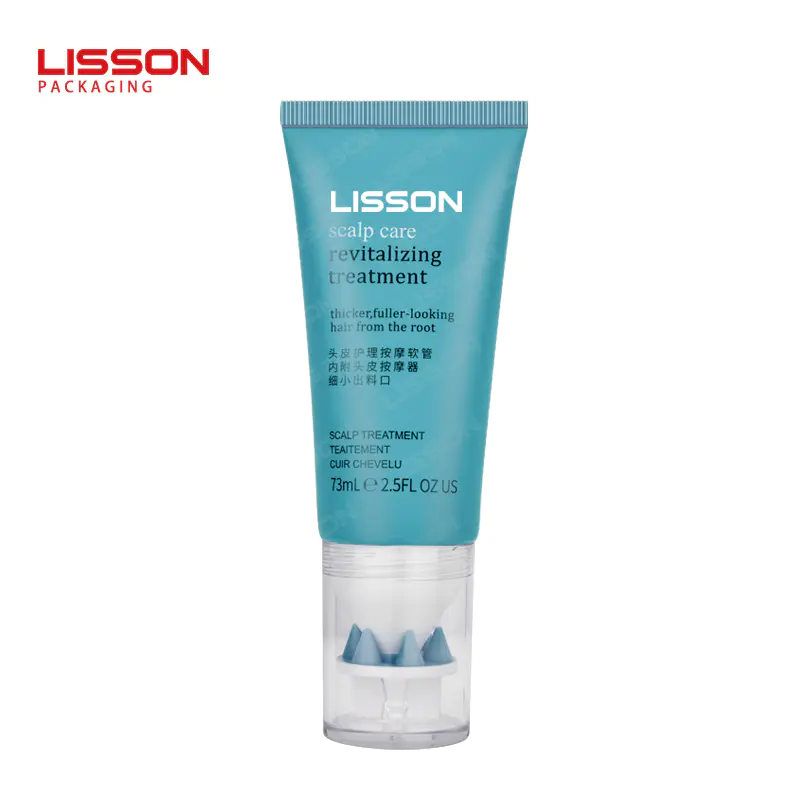 LISSON
PACKAGING
LISSON
scalp care
revitalizing
treatment
thicker,fuller-looking
hair from the root
头皮护理按摩软管
内附头皮按摩器
细小出料口
SCALP TREATMENT
TEAITEMENT
CUIR CHEVELU
73mL ℮ 2.5FL OZ US